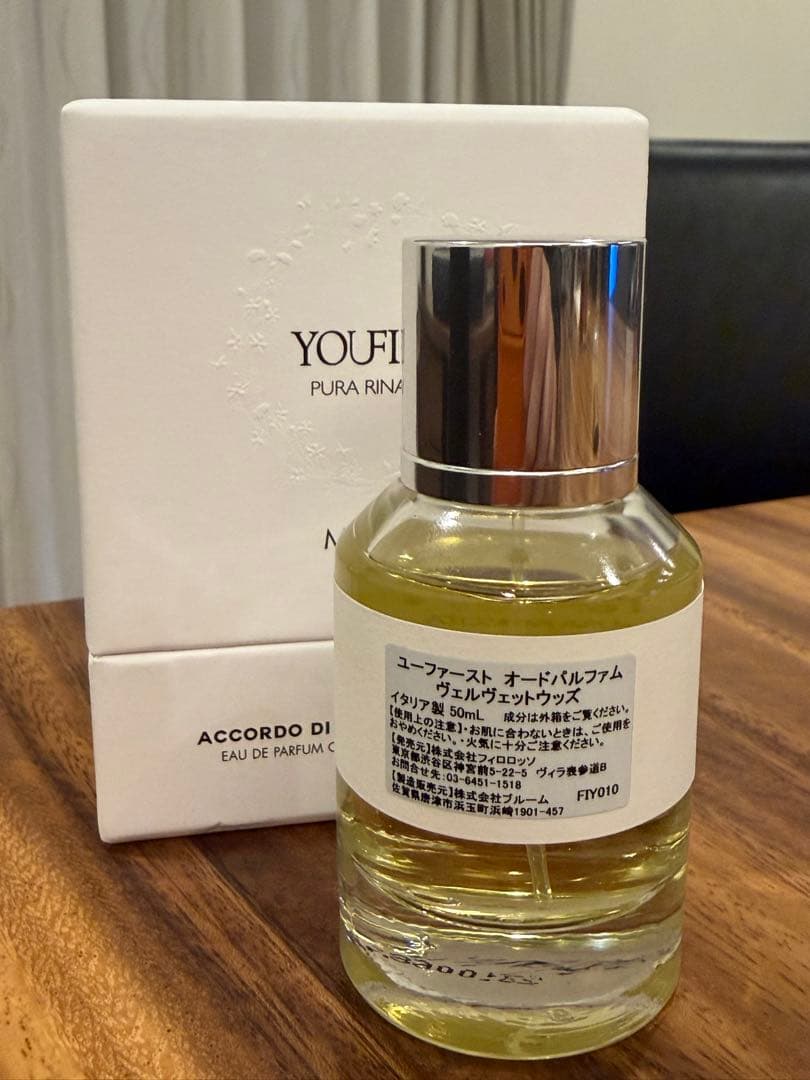 YOUFI
PURA RINA
M
ACCORDO DI
EAU DE PARFUM
ユーファースト オードパルファム
ヴェルヴェットウッズ
イタリア製 50mL 成分は外箱をご覧ください。
【使用上の注意】・お肌に合わないときは、ご使用を
おやめください。・火気に十分ご注意ください。
【発売元】株式会社フィロロッソ
東京都渋谷区神宮前5-22-5 ヴィラ表参道B
お問合せ先:03-6451-1518
【製造販売元】株式会社ブルーム FIY010
佐賀県唐津市浜玉町浜崎1901-457